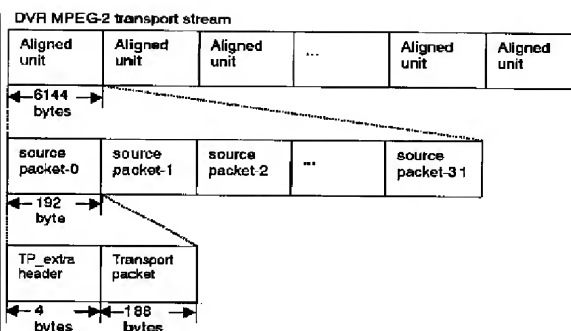 DVR MPEG-2 transport stream
Aligned unit
Aligned unit
Aligned unit
...
Aligned unit
Aligned unit
6144 bytes
source packet-0
source packet-1
source packet-2
...
source packet-31
192 byte
TP_extra header
Transport packet
4 bytes
188 bytes